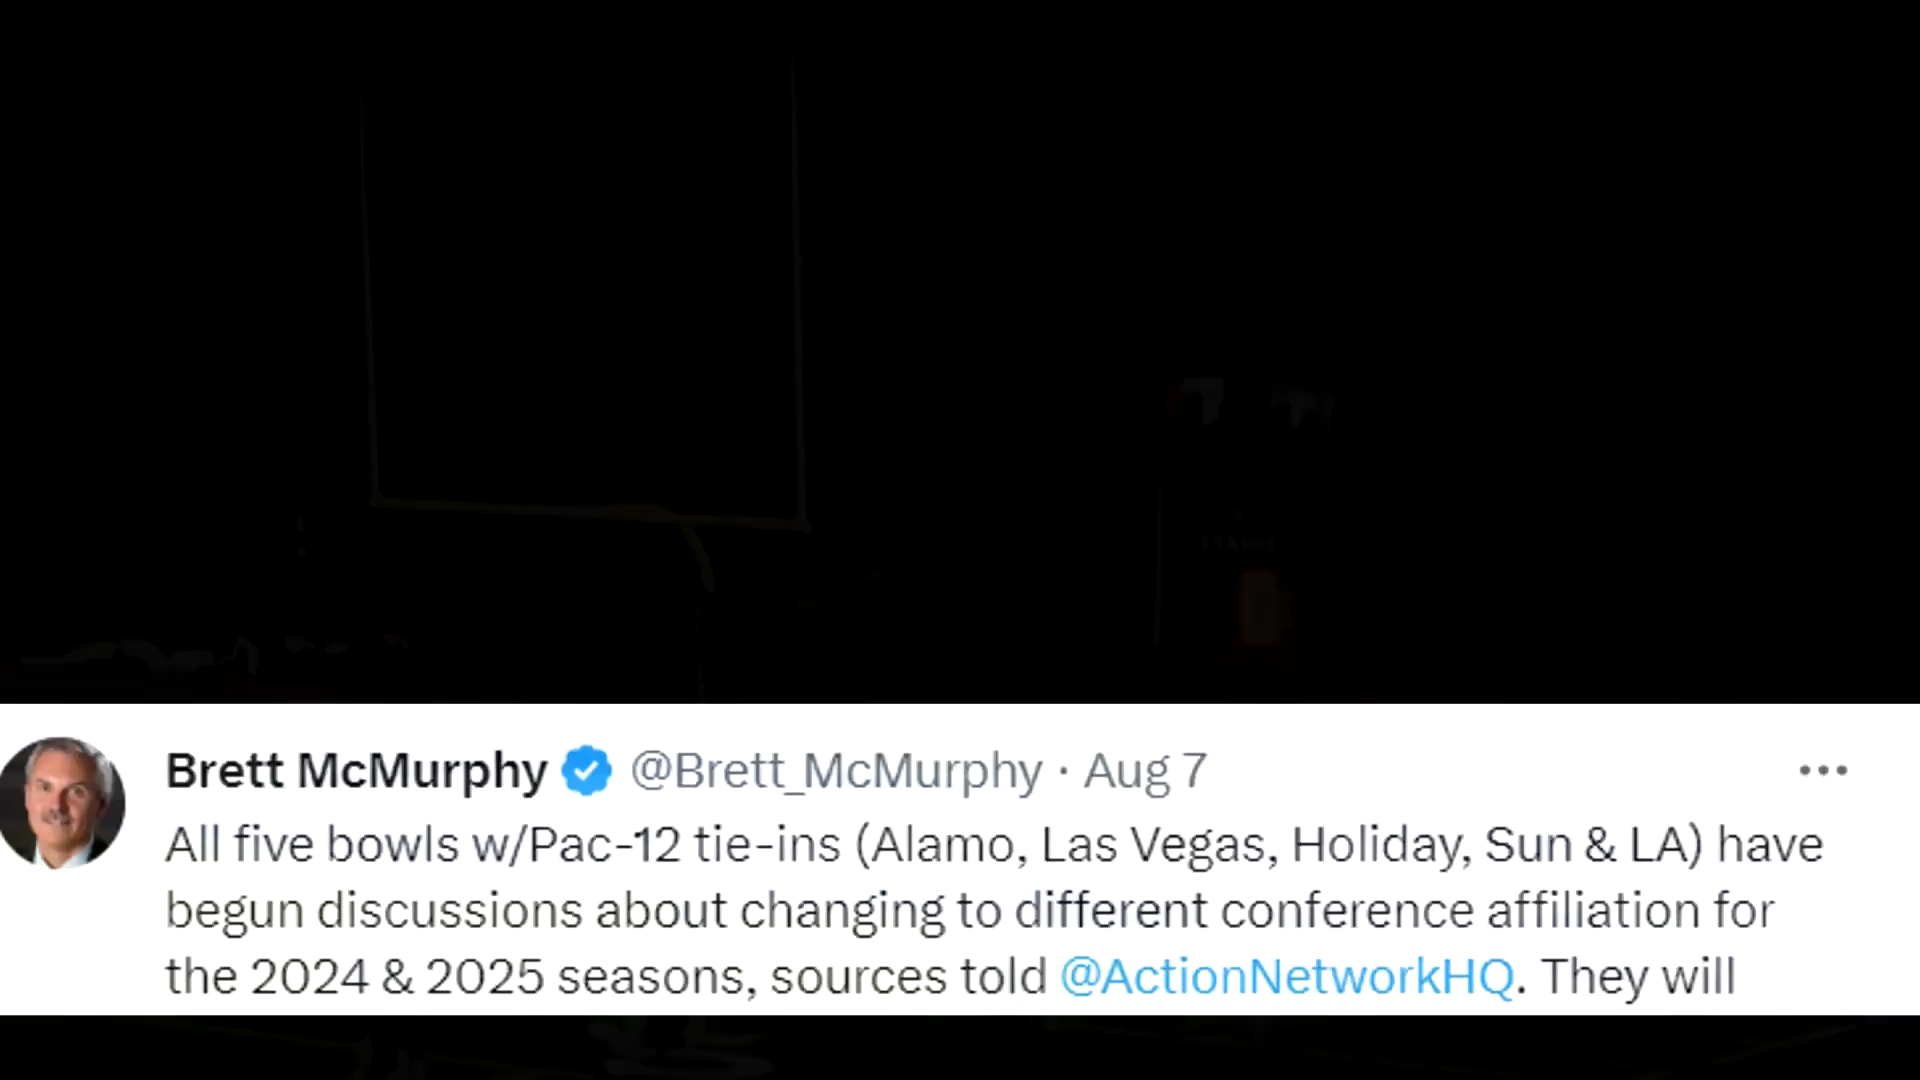 Brett McMurphy @Brett_McMurphy · Aug 7
All five bowls w/Pac-12 tie-ins (Alamo, Las Vegas, Holiday, Sun & LA) have
begun discussions about changing to different conference affiliation for
the 2024 & 2025 seasons, sources told @ActionNetworkHQ. They will